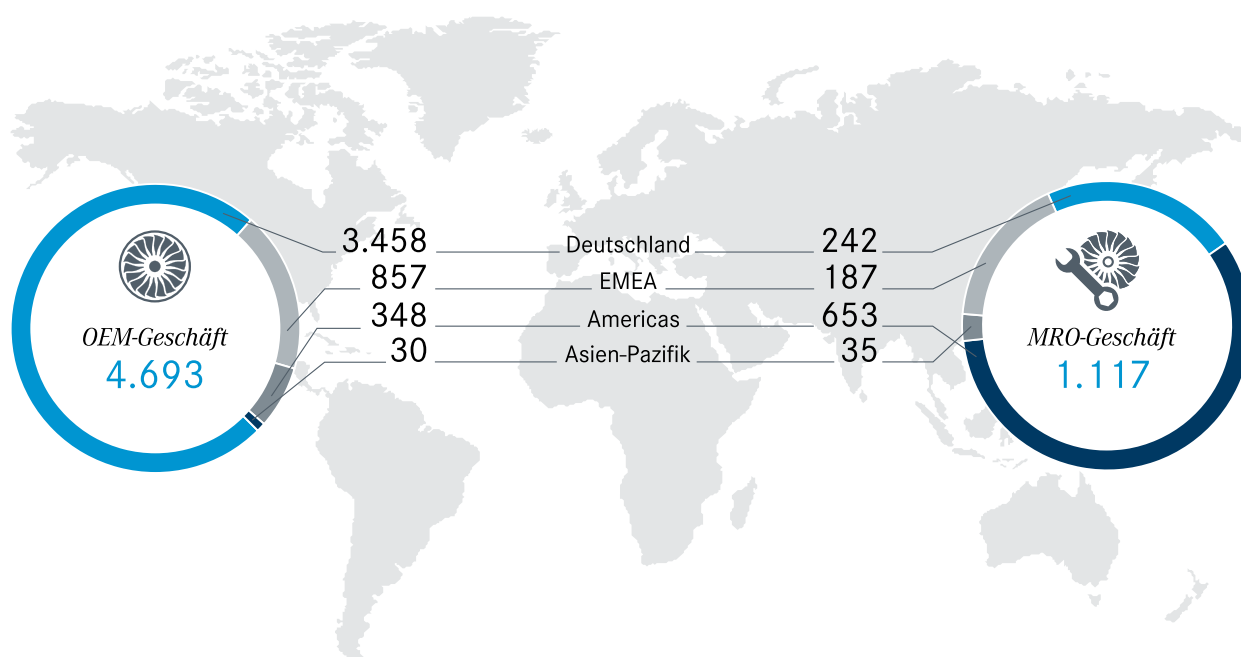 3.458 Deutschland 242
857 EMEA 187
348 Americas 653
30 Asien-Pazifik 35
OEM-Geschäft
4.693
MRO-Geschäft
1.117